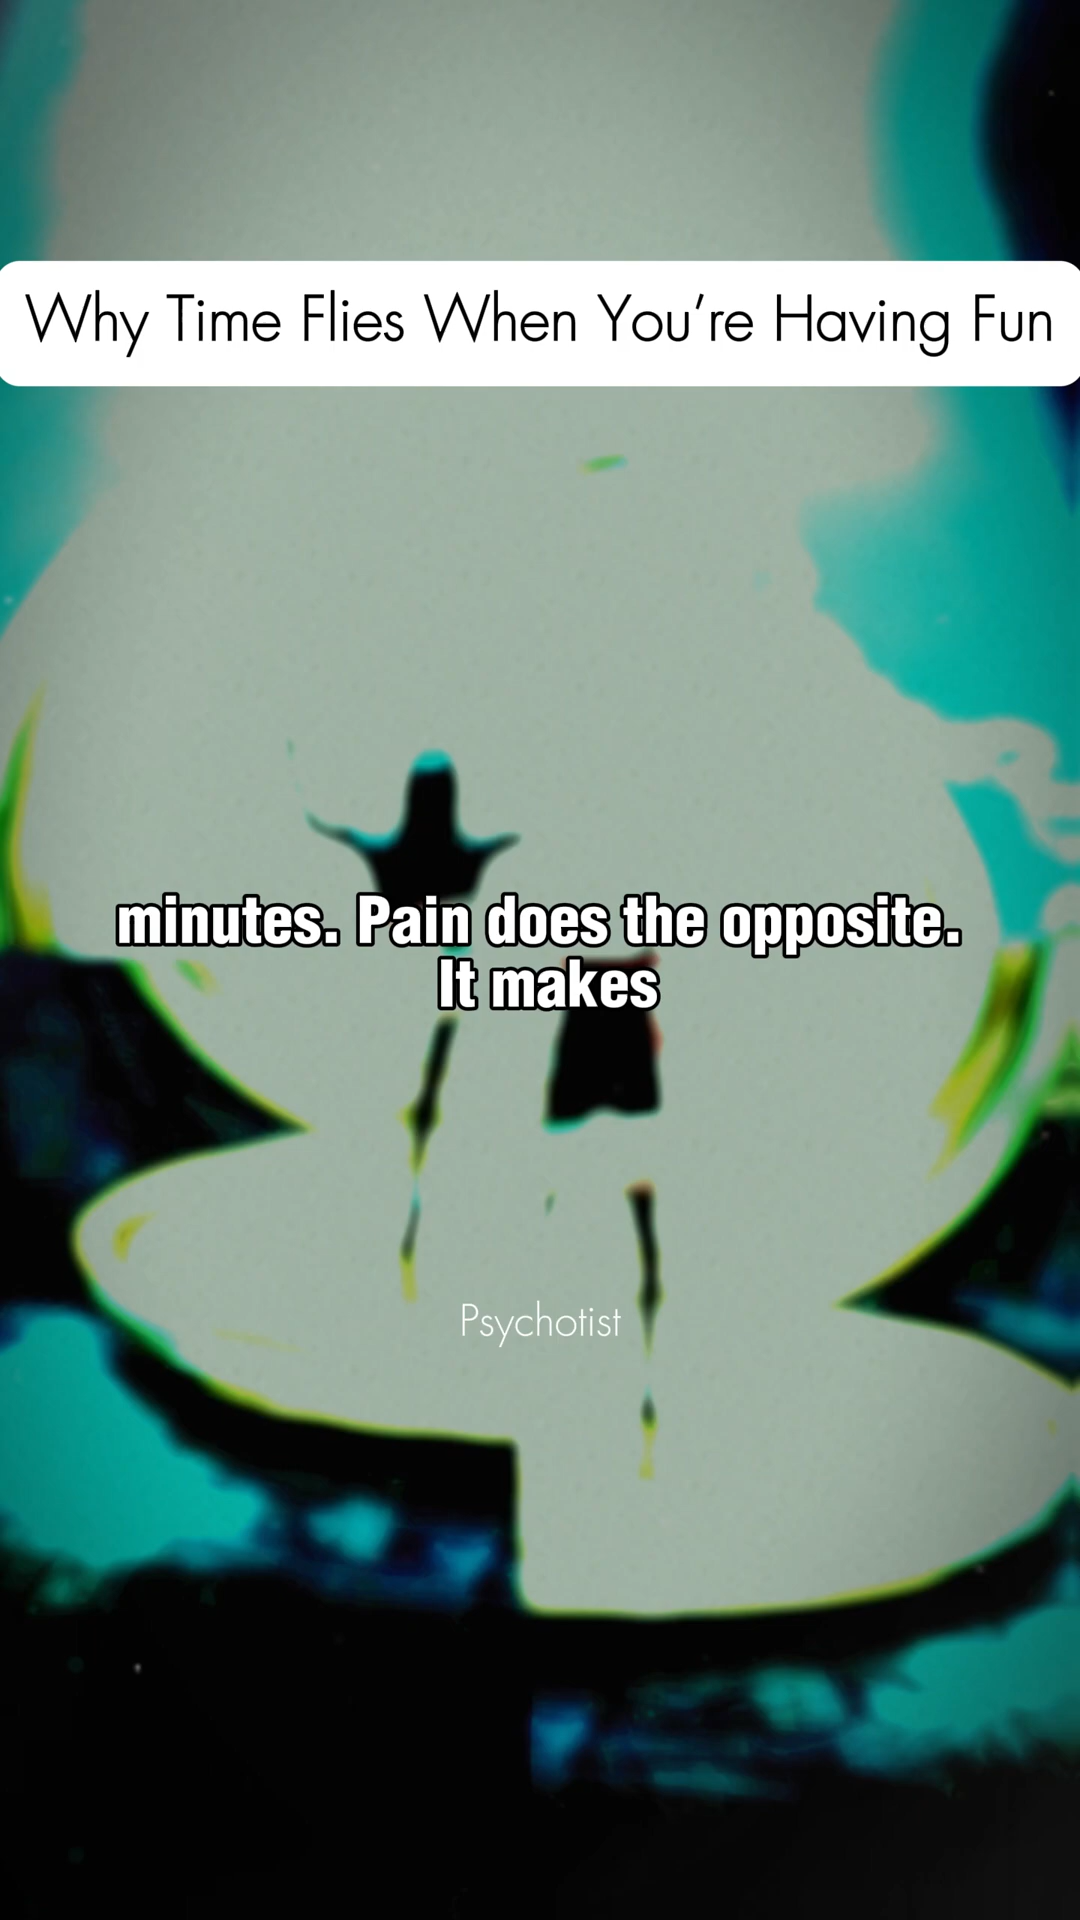 Why Time Flies When You’re Having Fun
minutes. Pain does the opposite.
It makes
Psychotist